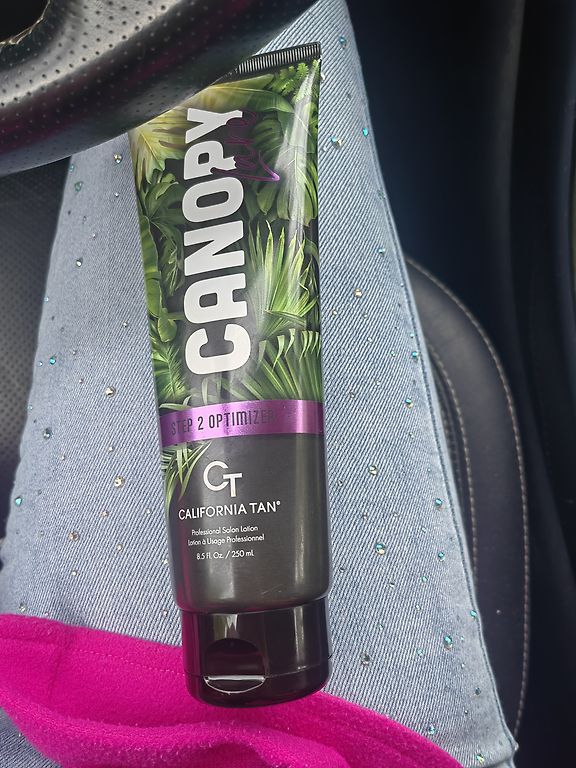 CANOPY
STEP 2 OPTIMIZER
CT
CALIFORNIA TAN®
Professional Salon Lotion
Lotion à Usage Professionnel
8.5 Fl. Oz. / 250 mL